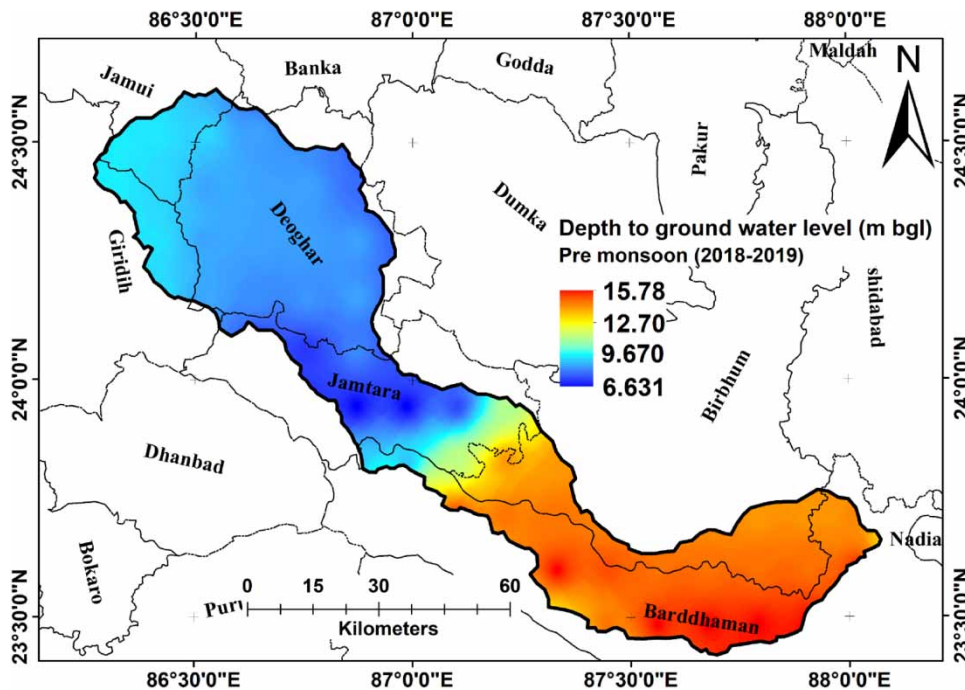 86°30'0"E 87°0'0"E 87°30'0"E 88°0'0"E
Jamui
Banka
Godda
Maldah
N
24°30'0"N
24°30'0"N
Pakur
Deoghar
Dumka
Giridih
Depth to ground water level (m bgl)
Pre monsoon (2018-2019)
15.78
12.70
9.670
6.631
shidabad
24°0'0"N
24°0'0"N
Jamtara
Birbhum
Dhanbad
Nadia
Bokaro
0 15 30 60
Kilometers
Puru
Barddhaman
23°30'0"N
23°30'0"N
86°30'0"E 87°0'0"E 87°30'0"E 88°0'0"E